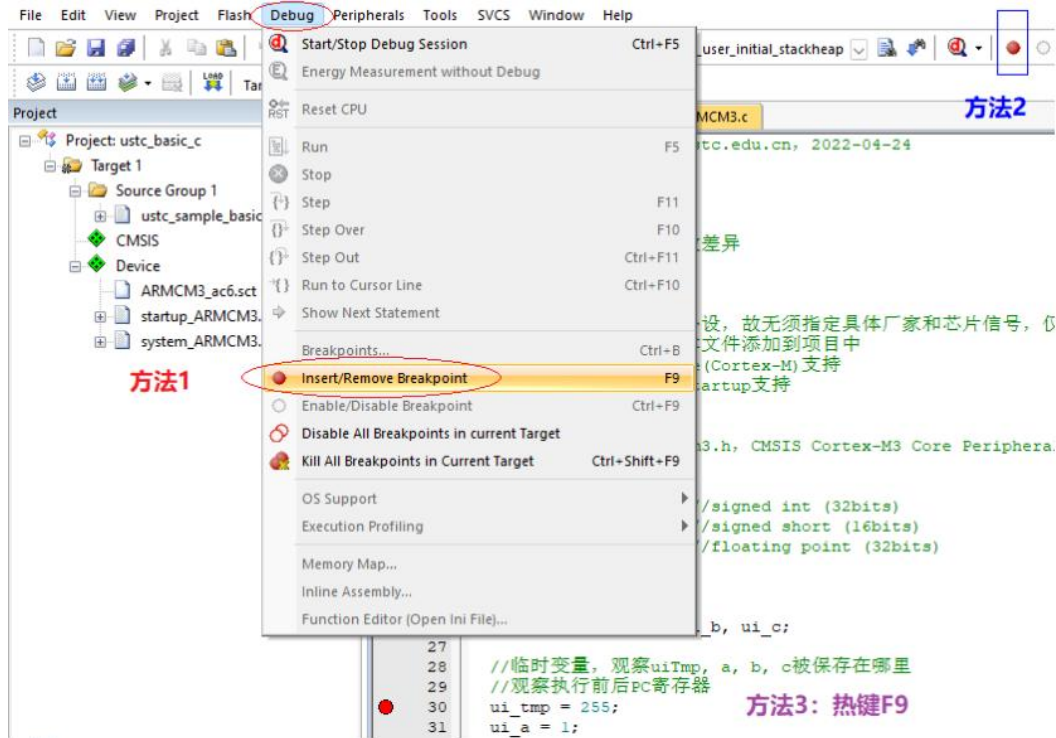 File Edit View Project Flash Debug Peripherals Tools SVCS Window Help
_user_initial_stackheap
LOAD
Project
Project: ustc_basic_c
Target 1
Source Group 1
ustc_sample_basic
CMSIS
Device
ARMCM3_ac6.sct
startup_ARMCM3.
system_ARMCM3.
方法1
Start/Stop Debug Session Ctrl+F5
Energy Measurement without Debug
RST Reset CPU
Run F5
Stop
Step F11
Step Over F10
Step Out Ctrl+F11
Run to Cursor Line Ctrl+F10
Show Next Statement
Breakpoints... Ctrl+B
Insert/Remove Breakpoint F9
Enable/Disable Breakpoint Ctrl+F9
Disable All Breakpoints in current Target
Kill All Breakpoints in Current Target Ctrl+Shift+F9
OS Support
Execution Profiling
Memory Map...
Inline Assembly...
Function Editor (Open Ini File)...
方法2
MCM3.c
tc.edu.cn, 2022-04-24
差异
设，故无须指定具体厂家和芯片信号，仅
文件添加到项目中
(Cortex-M)支持
artup支持
m3.h, CMSIS Cortex-M3 Core Periphera
//signed int (32bits)
//signed short (16bits)
//floating point (32bits)
_b, ui_c;
27
28 //临时变量，观察uiTmp, a, b, c被保存在哪里
29 //观察执行前后PC寄存器
30 ui_tmp = 255;
31 ui_a = 1;
方法3：热键F9